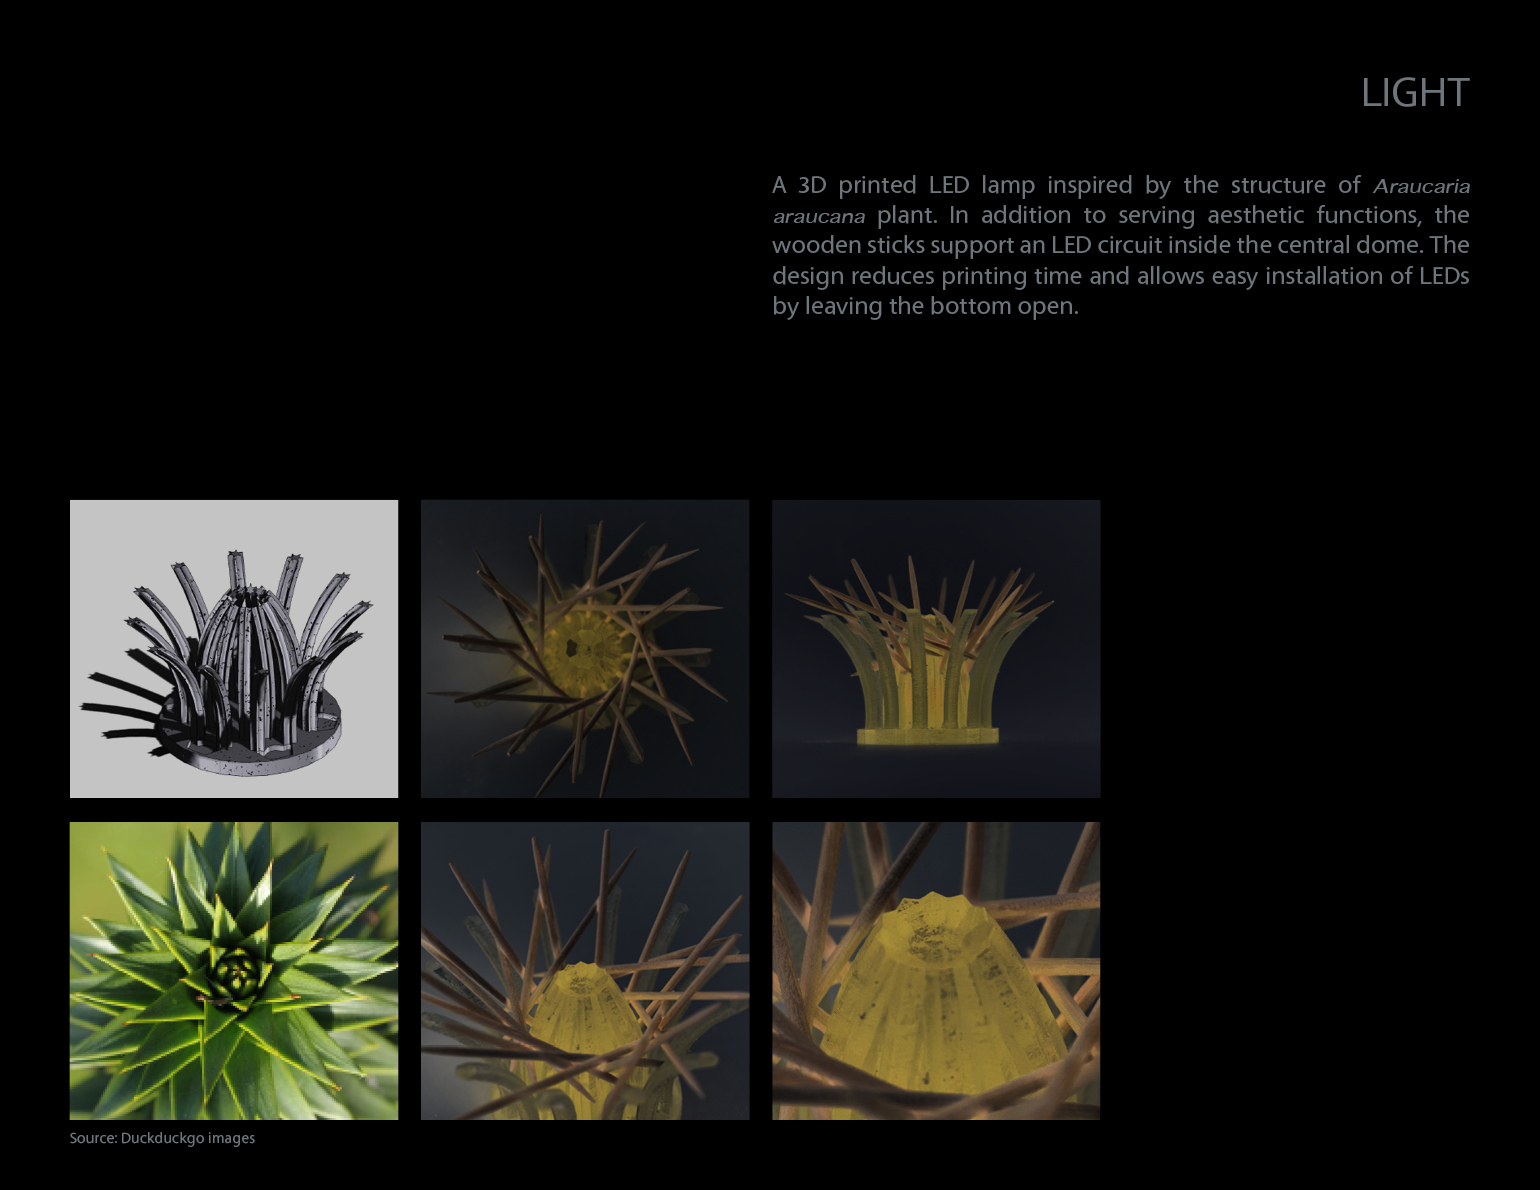 LIGHT
A 3D printed LED lamp inspired by the structure of Araucaria
araucana plant. In addition to serving aesthetic functions, the
wooden sticks support an LED circuit inside the central dome. The
design reduces printing time and allows easy installation of LEDs
by leaving the bottom open.
Source: Duckduckgo images